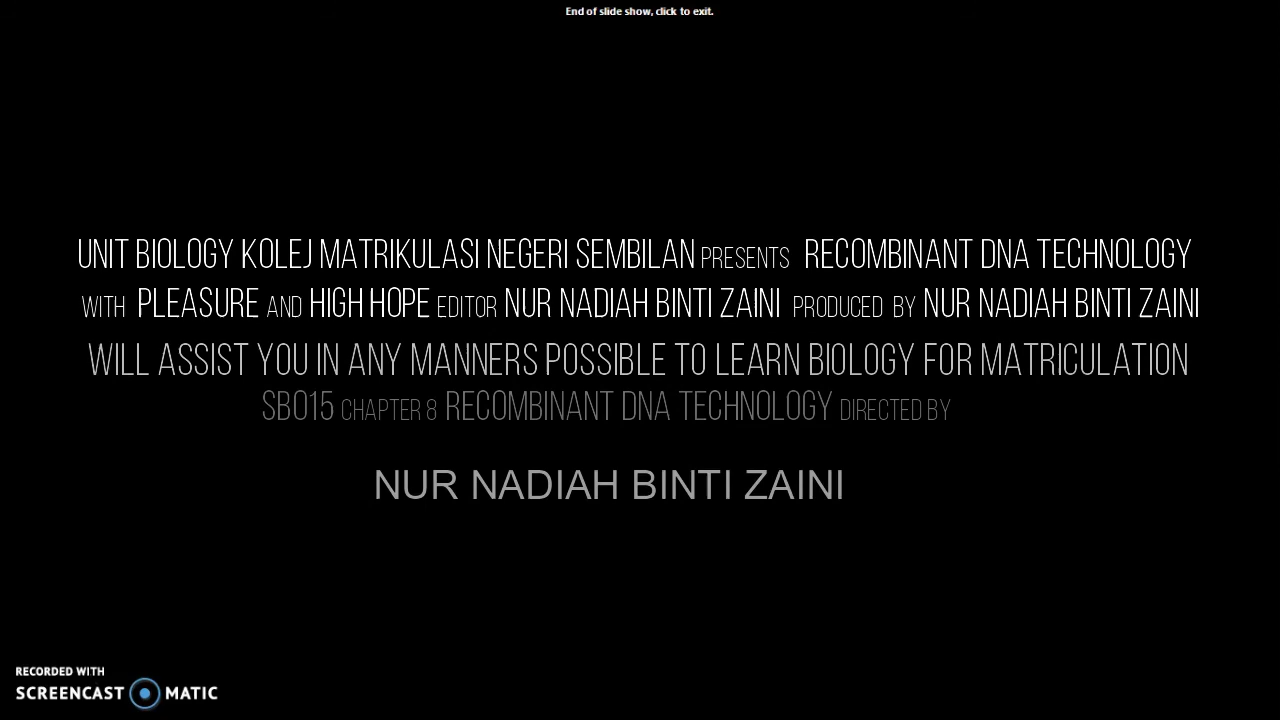 End of slide show, click to exit.
UNIT BIOLOGY KOLEJ MATRIKULASI NEGERI SEMBILAN PRESENTS RECOMBINANT DNA TECHNOLOGY
WITH PLEASURE AND HIGH HOPE EDITOR NUR NADIAH BINTI ZAINI PRODUCED BY NUR NADIAH BINTI ZAINI
WILL ASSIST YOU IN ANY MANNERS POSSIBLE TO LEARN BIOLOGY FOR MATRICULATION
SB015 CHAPTER 8 RECOMBINANT DNA TECHNOLOGY DIRECTED BY
NUR NADIAH BINTI ZAINI
RECORDED WITH
SCREENCAST MATIC